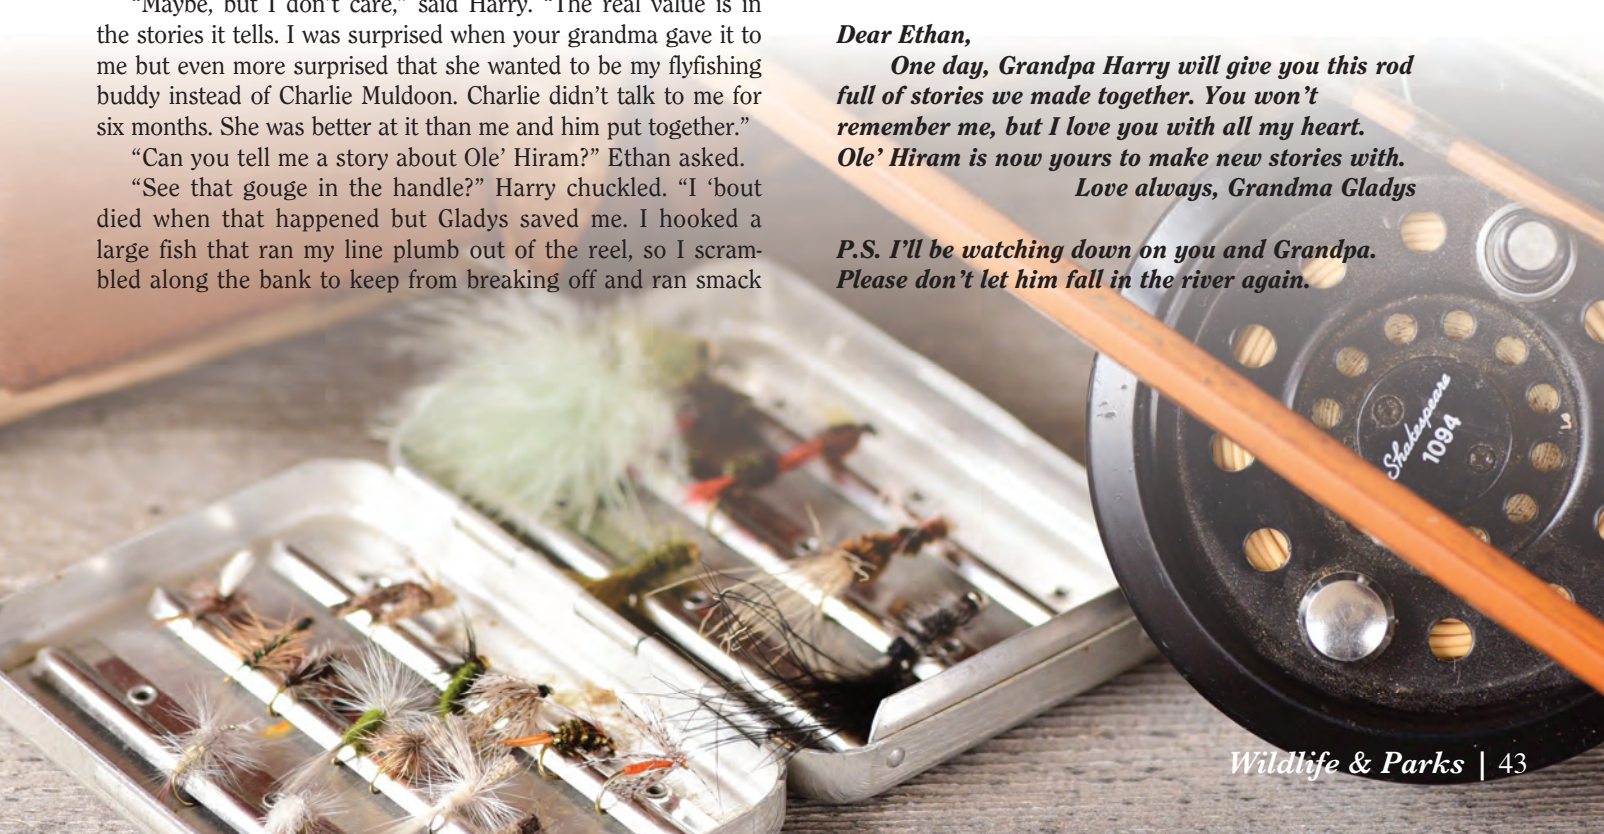 “Maybe, but I don’t care,” said Harry. “The real value is in
the stories it tells. I was surprised when your grandma gave it to
me but even more surprised that she wanted to be my flyfishing
buddy instead of Charlie Muldoon. Charlie didn’t talk to me for
six months. She was better at it than me and him put together.”
“Can you tell me a story about Ole’ Hiram?” Ethan asked.
“See that gouge in the handle?” Harry chuckled. “I ‘bout
died when that happened but Gladys saved me. I hooked a
large fish that ran my line plumb out of the reel, so I scram-
bled along the bank to keep from breaking off and ran smack
Dear Ethan,
One day, Grandpa Harry will give you this rod
full of stories we made together. You won’t
remember me, but I love you with all my heart.
Ole’ Hiram is now yours to make new stories with.
Love always, Grandma Gladys
P.S. I’ll be watching down on you and Grandpa.
Please don’t let him fall in the river again.
Shakespeare
1094
Wildlife & Parks | 43